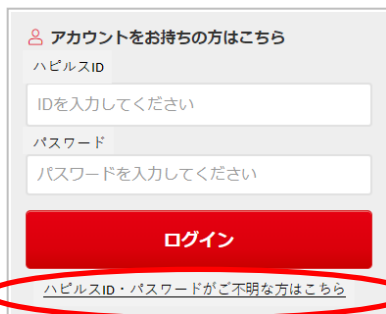 アカウントをお持ちの方はこちら
ハピルスID
IDを入力してください
パスワード
パスワードを入力してください
ログイン
ハピルスID・パスワードがご不明な方はこちら